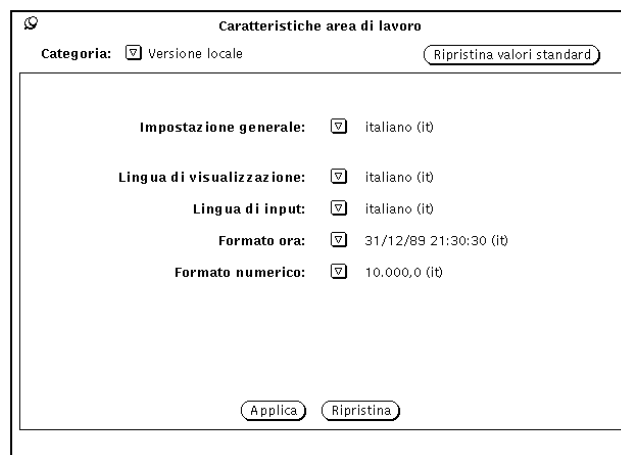 Caratteristiche area di lavoro
Categoria: Versione locale Ripristina valori standard
Impostazione generale: italiano (it)
Lingua di visualizzazione: italiano (it)
Lingua di input: italiano (it)
Formato ora: 31/12/89 21:30:30 (it)
Formato numerico: 10.000,0 (it)
Applica Ripristina